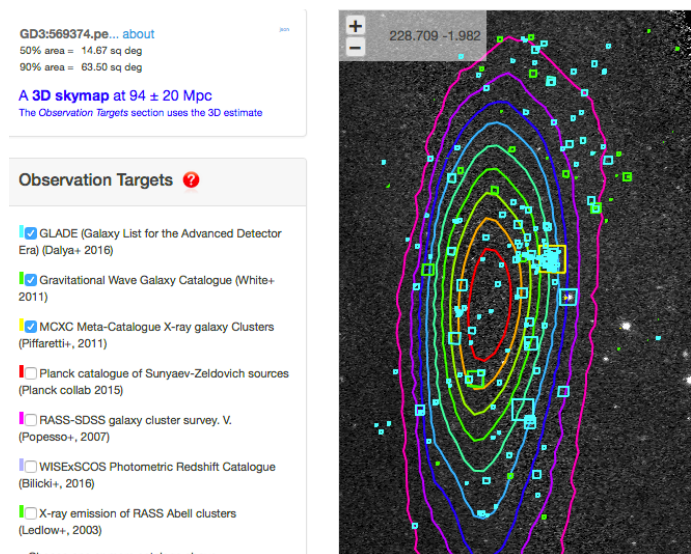 GD3:569374.pe... about
json
50% area = 14.67 sq deg
90% area = 63.50 sq deg
A 3D skymap at 94 ± 20 Mpc
The Observation Targets section uses the 3D estimate
Observation Targets ?
GLADE (Galaxy List for the Advanced Detector
Era) (Dalya+ 2016)
Gravitational Wave Galaxy Catalogue (White+
2011)
MCXC Meta-Catalogue X-ray galaxy Clusters
(Piffaretti+, 2011)
Planck catalogue of Sunyaev-Zeldovich sources
(Planck collab 2015)
RASS-SDSS galaxy cluster survey. V.
(Popesso+, 2007)
WISExSCOS Photometric Redshift Catalogue
(Bilicki+, 2016)
X-ray emission of RASS Abell clusters
(Ledlow+, 2003)
+
−
228.709 -1.982